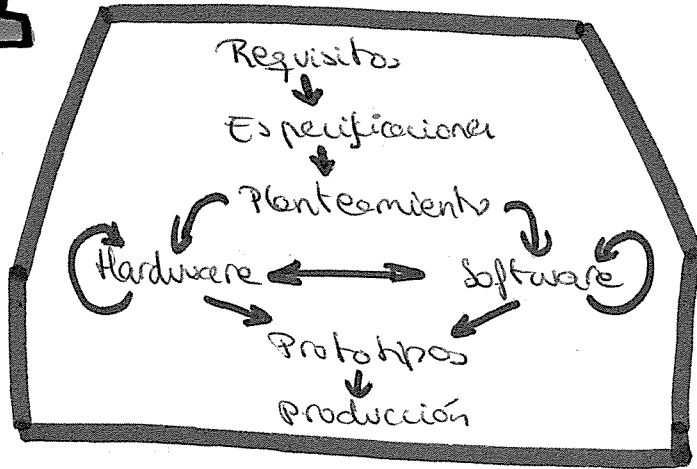 Requisitos
Especificaciones
Planteamiento
Hardware Software
Prototipos
Producción